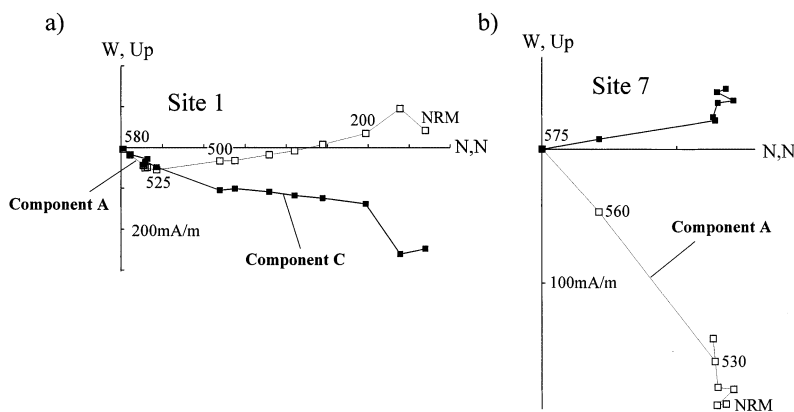 a)
W, Up
Site 1
200
NRM
580
500
N,N
525
Component A
200mA/m
Component C
b)
W, Up
Site 7
575
N,N
560
Component A
100mA/m
530
NRM